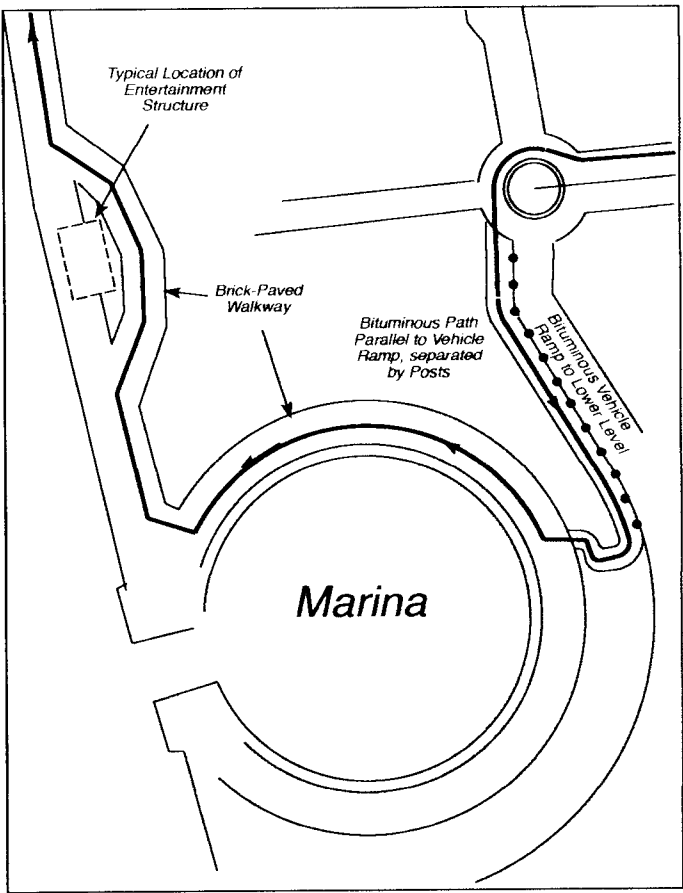 Typical Location of
Entertainment
Structure
Brick-Paved
Walkway
Bituminous Path
Parallel to Vehicle
Ramp, separated
by Posts
Bituminous Vehicle
Ramp to Lower Level
Marina